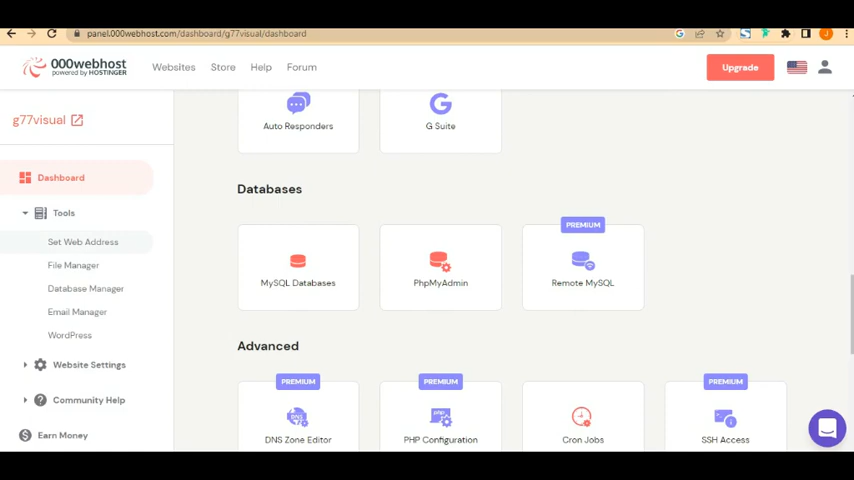 panel.000webhost.com/dashboard/g77visual/dashboard
000webhost
powered by HOSTINGER
Websites Store Help Forum
Upgrade
g77visual
Dashboard
Tools
Set Web Address
File Manager
Database Manager
Email Manager
WordPress
Website Settings
Community Help
Earn Money
Auto Responders
G Suite
Databases
PREMIUM
MySQL Databases
PhpMyAdmin
Remote MySQL
Advanced
PREMIUM PREMIUM PREMIUM
DNS Zone Editor
PHP Configuration
Cron Jobs
SSH Access